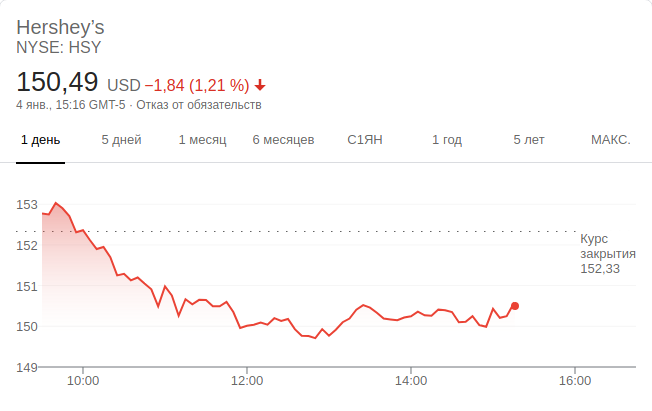 Hershey’s
NYSE: HSY
150,49 USD −1,84 (1,21 %)
4 янв., 15:16 GMT-5 · Отказ от обязательств
1 день 5 дней 1 месяц 6 месяцев С1ЯН 1 год 5 лет МАКС.
153
152
151
150
149
Курс
закрытия
152,33
10:00 12:00 14:00 16:00